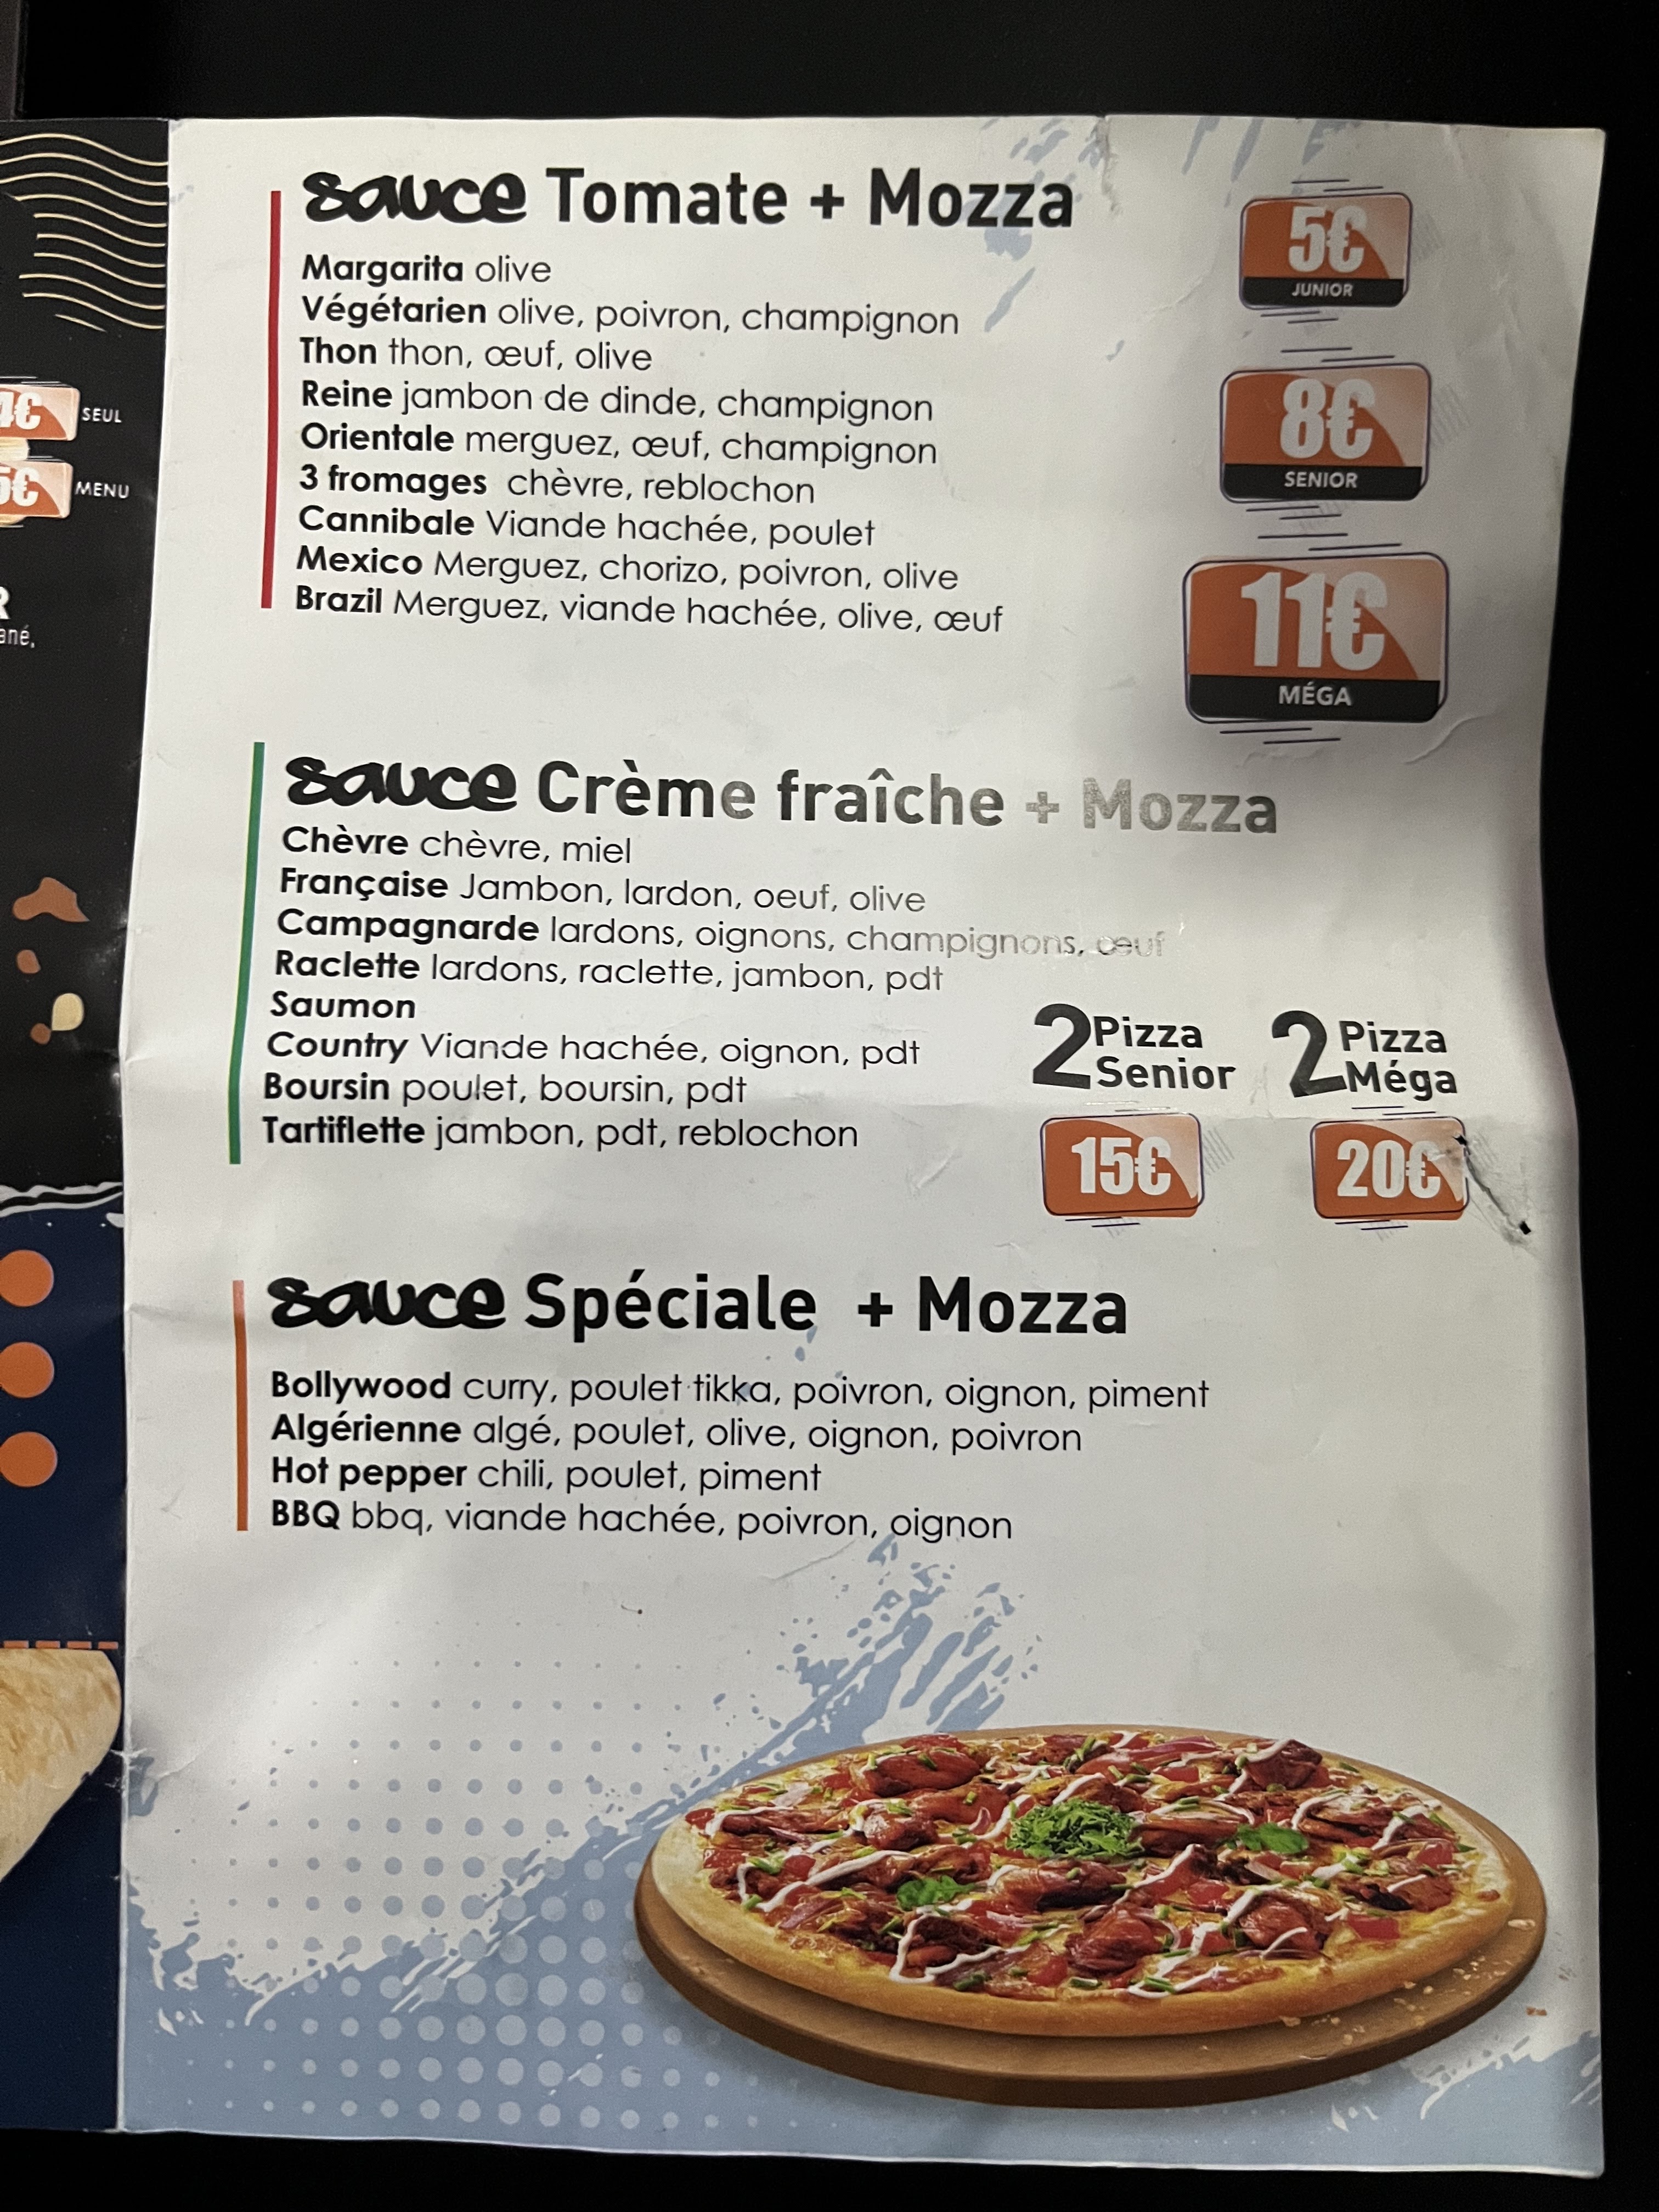 sauce Tomate + Mozza
Margarita olive
Végétarien olive, poivron, champignon
Thon thon, œuf, olive
Reine jambon de dinde, champignon
Orientale merguez, œuf, champignon
3 fromages chèvre, reblochon
Cannibale Viande hachée, poulet
Mexico Merguez, chorizo, poivron, olive
Brazil Merguez, viande hachée, olive, œuf
5€
JUNIOR
8€
SENIOR
11€
MÉGA
SEUL
MENU
sauce Crème fraîche + Mozza
Chèvre chèvre, miel
Française Jambon, lardon, oeuf, olive
Campagnarde lardons, oignons, champignons, œuf
Raclette lardons, raclette, jambon, pdt
Saumon
Country Viande hachée, oignon, pdt
Boursin poulet, boursin, pdt
Tartiflette jambon, pdt, reblochon
2 Pizza Senior
15€
2 Pizza Méga
20€
sauce Spéciale + Mozza
Bollywood curry, poulet tikka, poivron, oignon, piment
Algérienne algé, poulet, olive, oignon, poivron
Hot pepper chili, poulet, piment
BBQ bbq, viande hachée, poivron, oignon